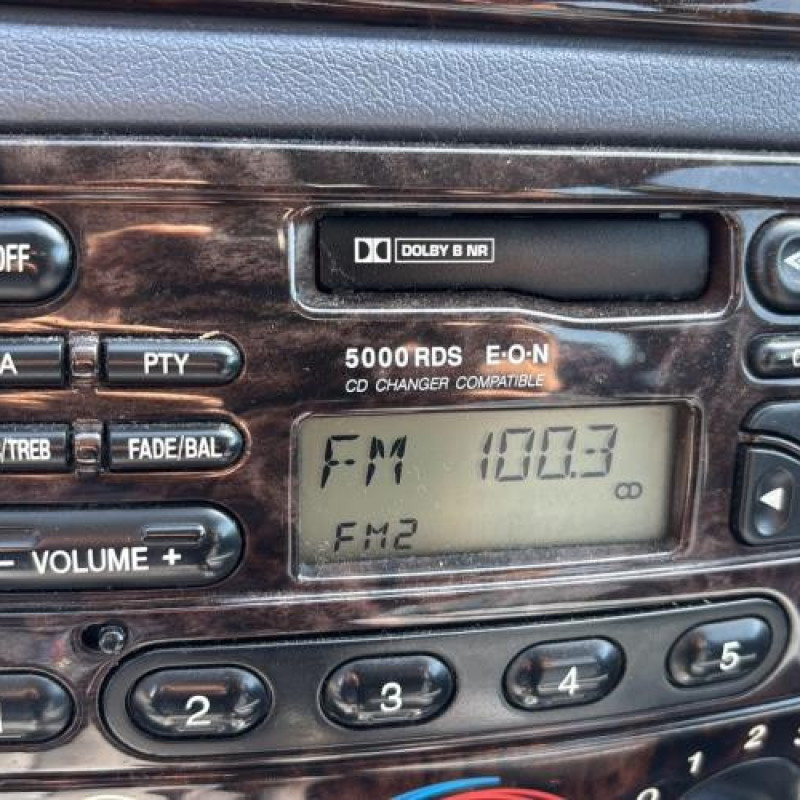 OFF
DOLBY B NR
A PTY
5000 RDS E·O·N
CD CHANGER COMPATIBLE
/TREB FADE/BAL
FM 100.3
FM2
- VOLUME +
2 3 4 5
0 1 2